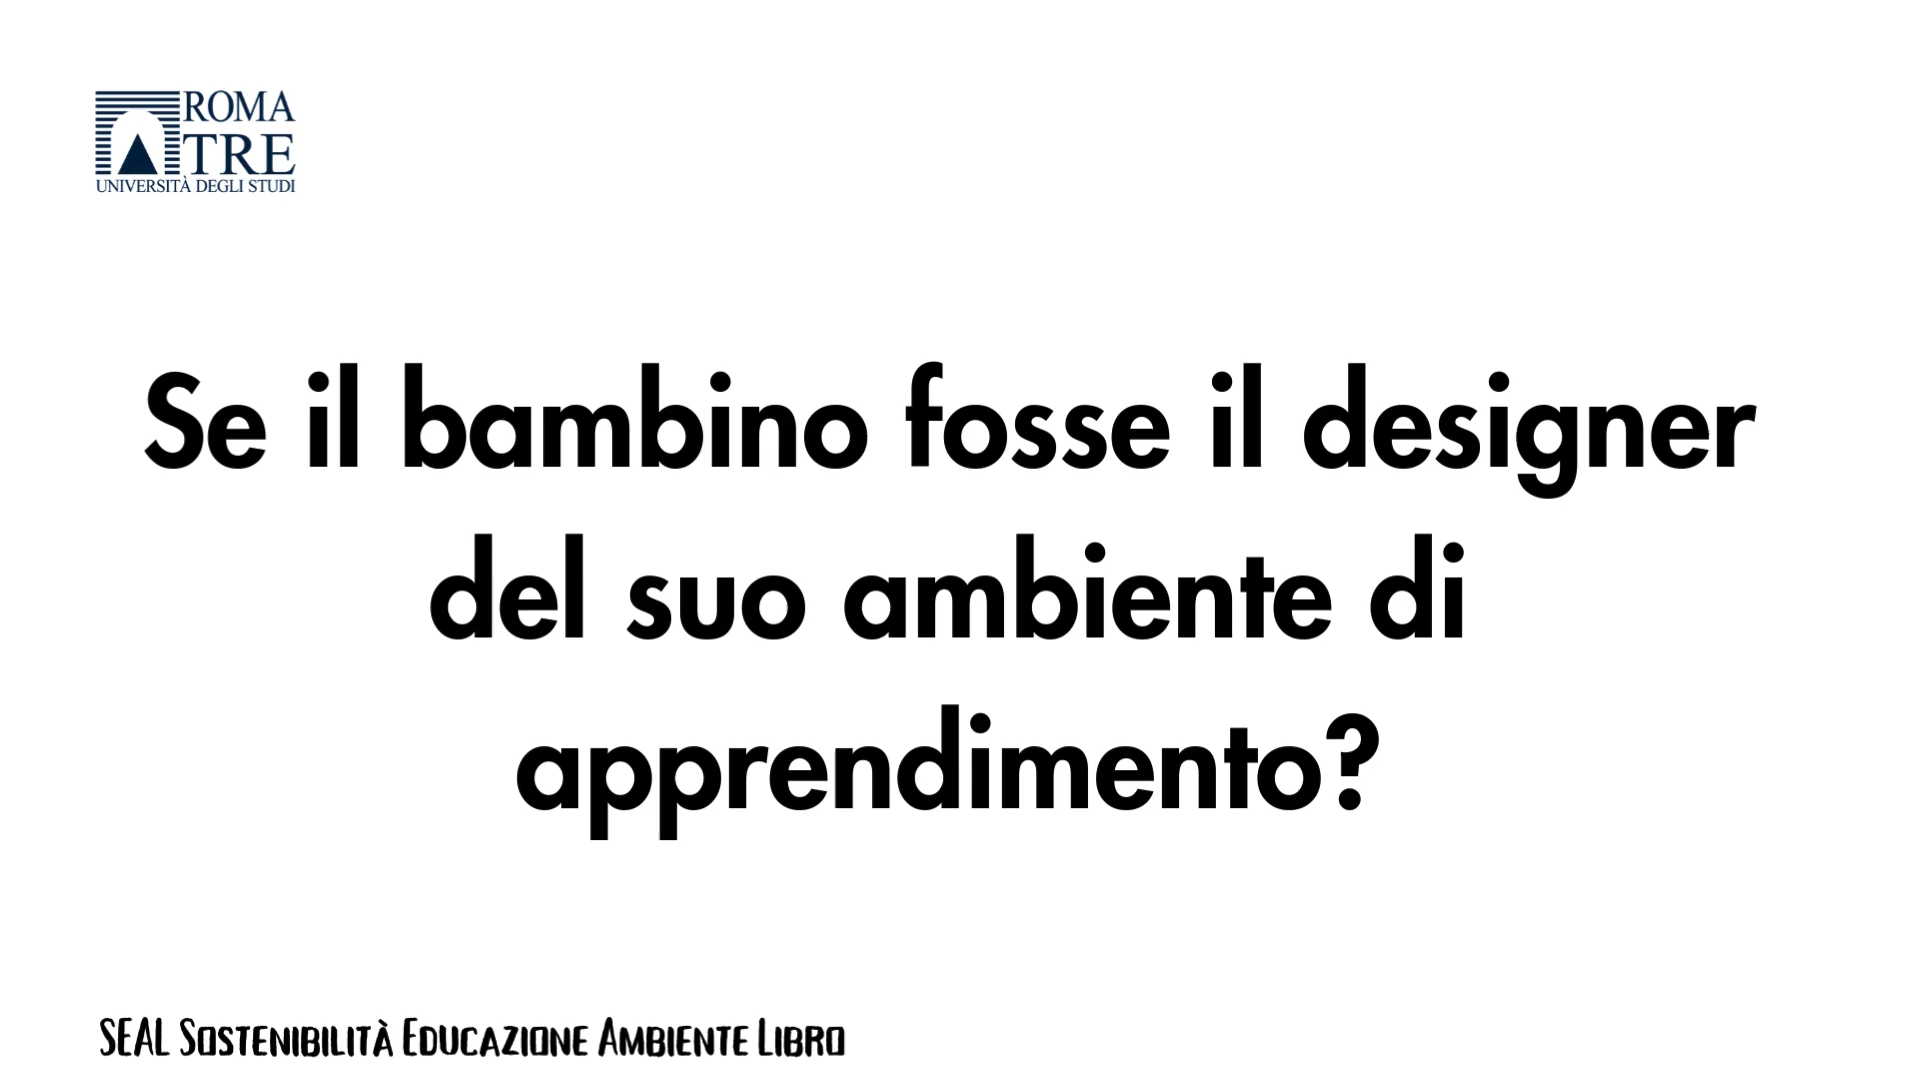 ROMA
TRE
UNIVERSITÀ DEGLI STUDI
Se il bambino fosse il designer
del suo ambiente di
apprendimento?
SEAL SOSTENIBILITÀ EDUCAZIONE AMBIENTE LIBRO